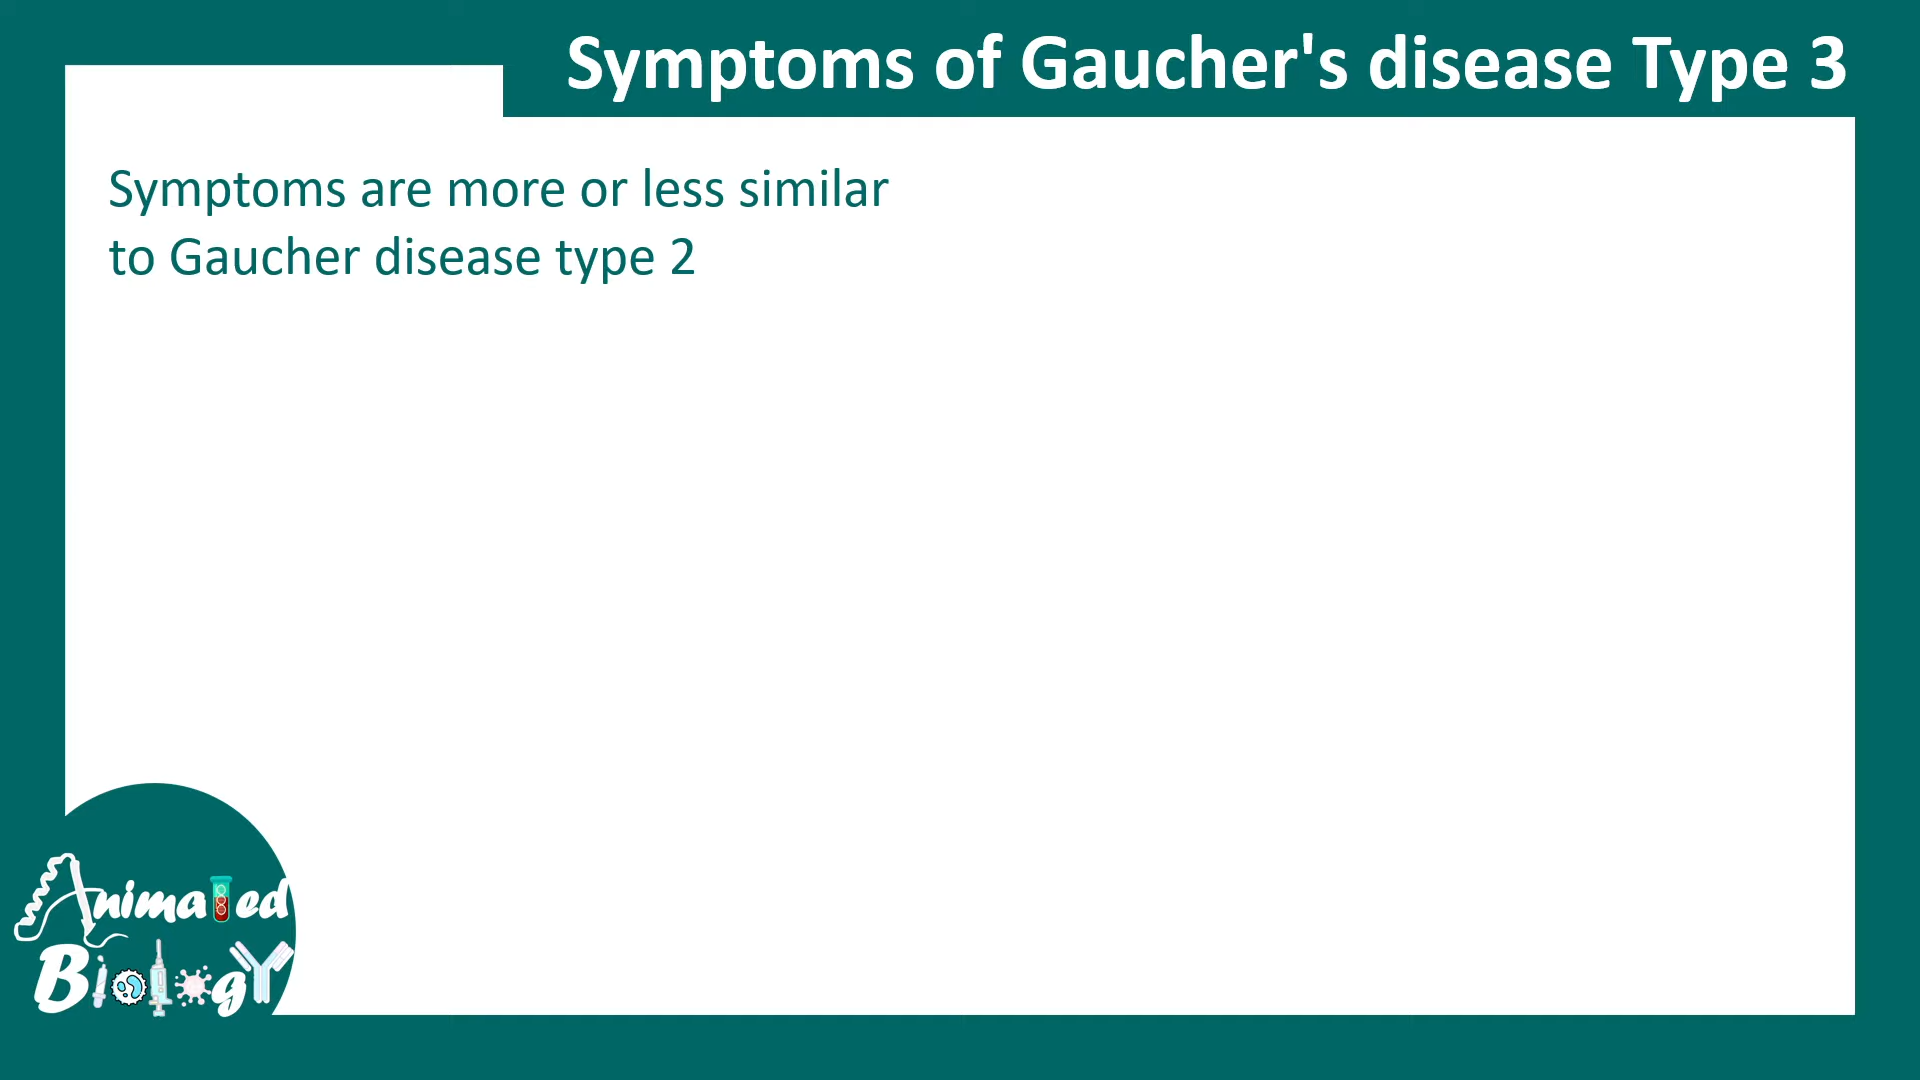 Symptoms of Gaucher's disease Type 3
Symptoms are more or less similar
to Gaucher disease type 2
Animated
Biology